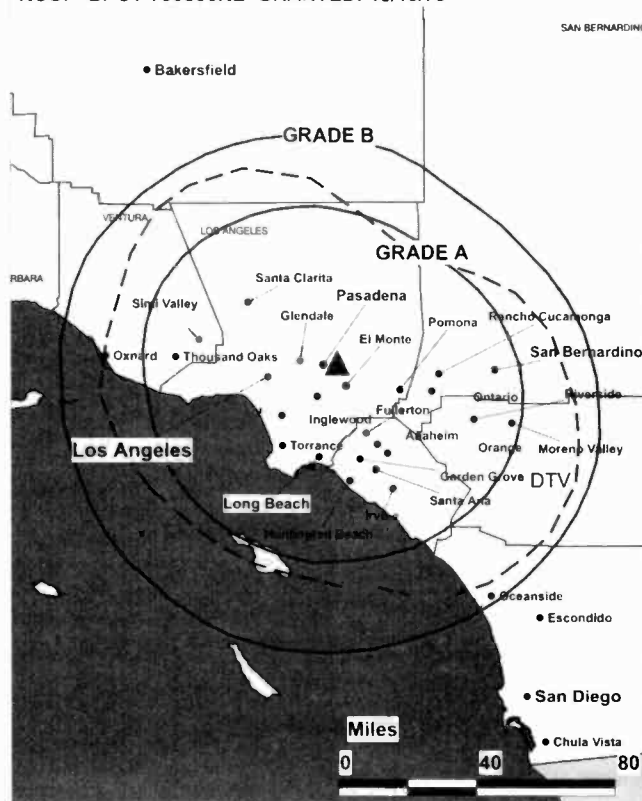 SAN BERNARDIN
Bakersfield
GRADE B
VENTURA
LOS ANGELES
GRADE A
RBARA
Santa Clarita
Simi Valley
Pasadena
Rancho Cucamonga
Glendale
Pomona
El Monte
San Bernardino
Oxnard
Thousand Oaks
Ontario
Riverside
Inglewood
Fullerton
Anaheim
Los Angeles
Torrance
Orange
Moreno Valley
Garden Grove
DTV
Long Beach
Santa Ana
Huntington Beach
Oceanside
Escondido
San Diego
Miles
Chula Vista
0 40 80